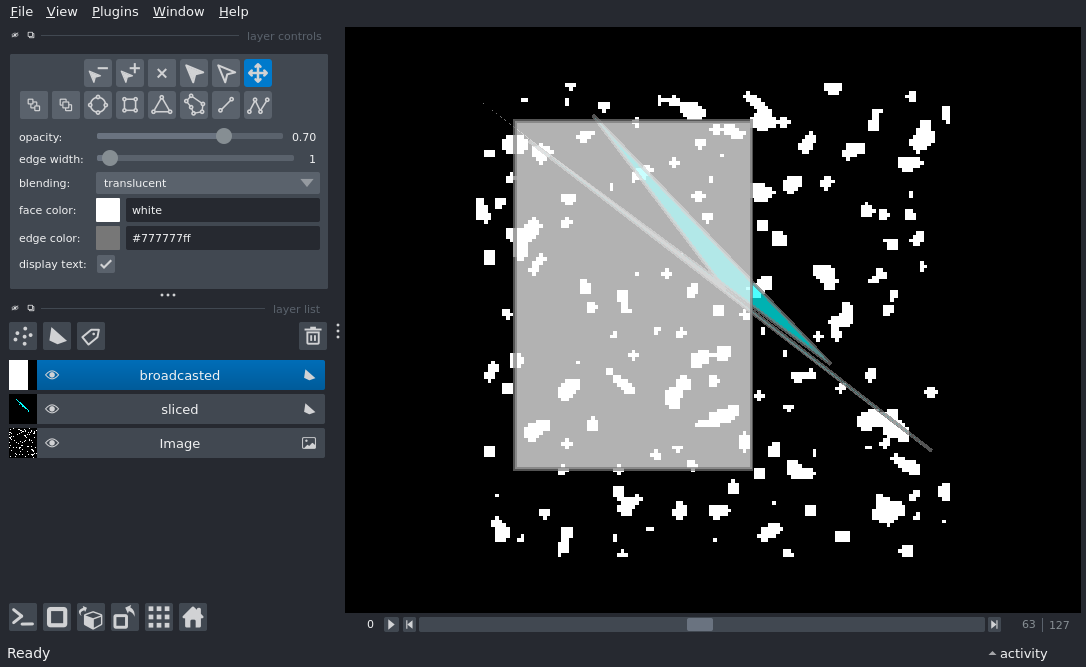 File View Plugins Window Help
layer controls
opacity: 0.70
edge width: 1
blending: translucent
face color: white
edge color: #777777ff
display text:
layer list
broadcasted
sliced
Image
0 63 127
Ready activity